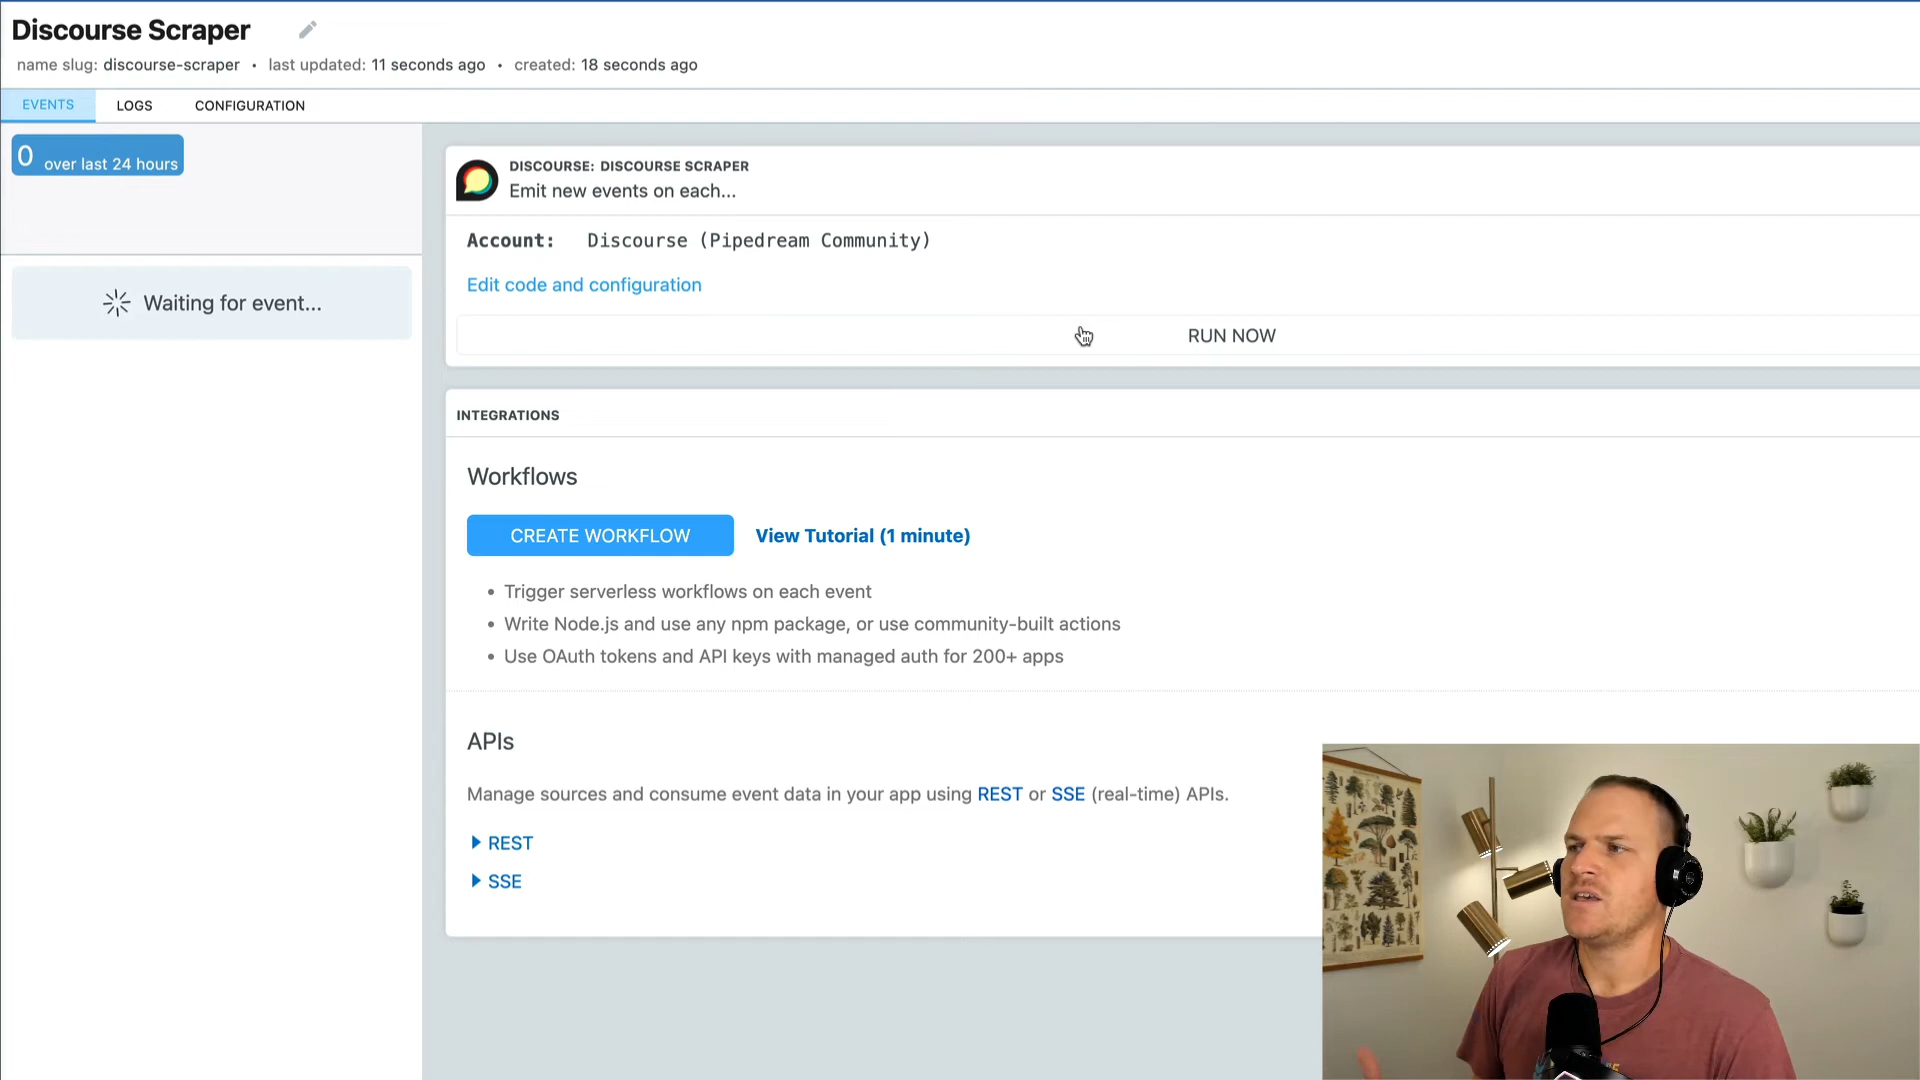 Discourse Scraper
name slug: discourse-scraper • last updated: 11 seconds ago • created: 18 seconds ago
EVENTS LOGS CONFIGURATION
0 over last 24 hours
Waiting for event...
DISCOURSE: DISCOURSE SCRAPER
Emit new events on each...
Account: Discourse (Pipedream Community)
Edit code and configuration
RUN NOW
INTEGRATIONS
Workflows
CREATE WORKFLOW View Tutorial (1 minute)
• Trigger serverless workflows on each event
• Write Node.js and use any npm package, or use community-built actions
• Use OAuth tokens and API keys with managed auth for 200+ apps
APIs
Manage sources and consume event data in your app using REST or SSE (real-time) APIs.
REST
SSE